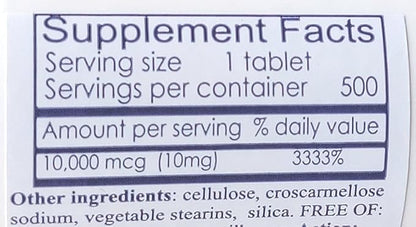 Supplement Facts
Serving size 1 tablet
Servings per container 500
Amount per serving % daily value
10,000 mcg (10mg) 3333%
Other ingredients: cellulose, croscarmellose
sodium, vegetable stearins, silica. FREE OF: